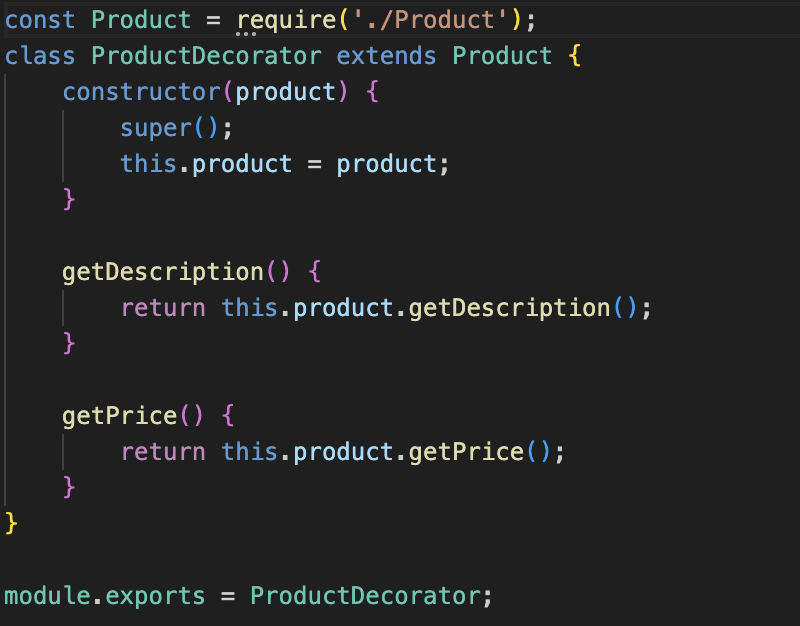 const Product = require('./Product');
class ProductDecorator extends Product {
    constructor(product) {
        super();
        this.product = product;
    }

    getDescription() {
        return this.product.getDescription();
    }

    getPrice() {
        return this.product.getPrice();
    }
}

module.exports = ProductDecorator;